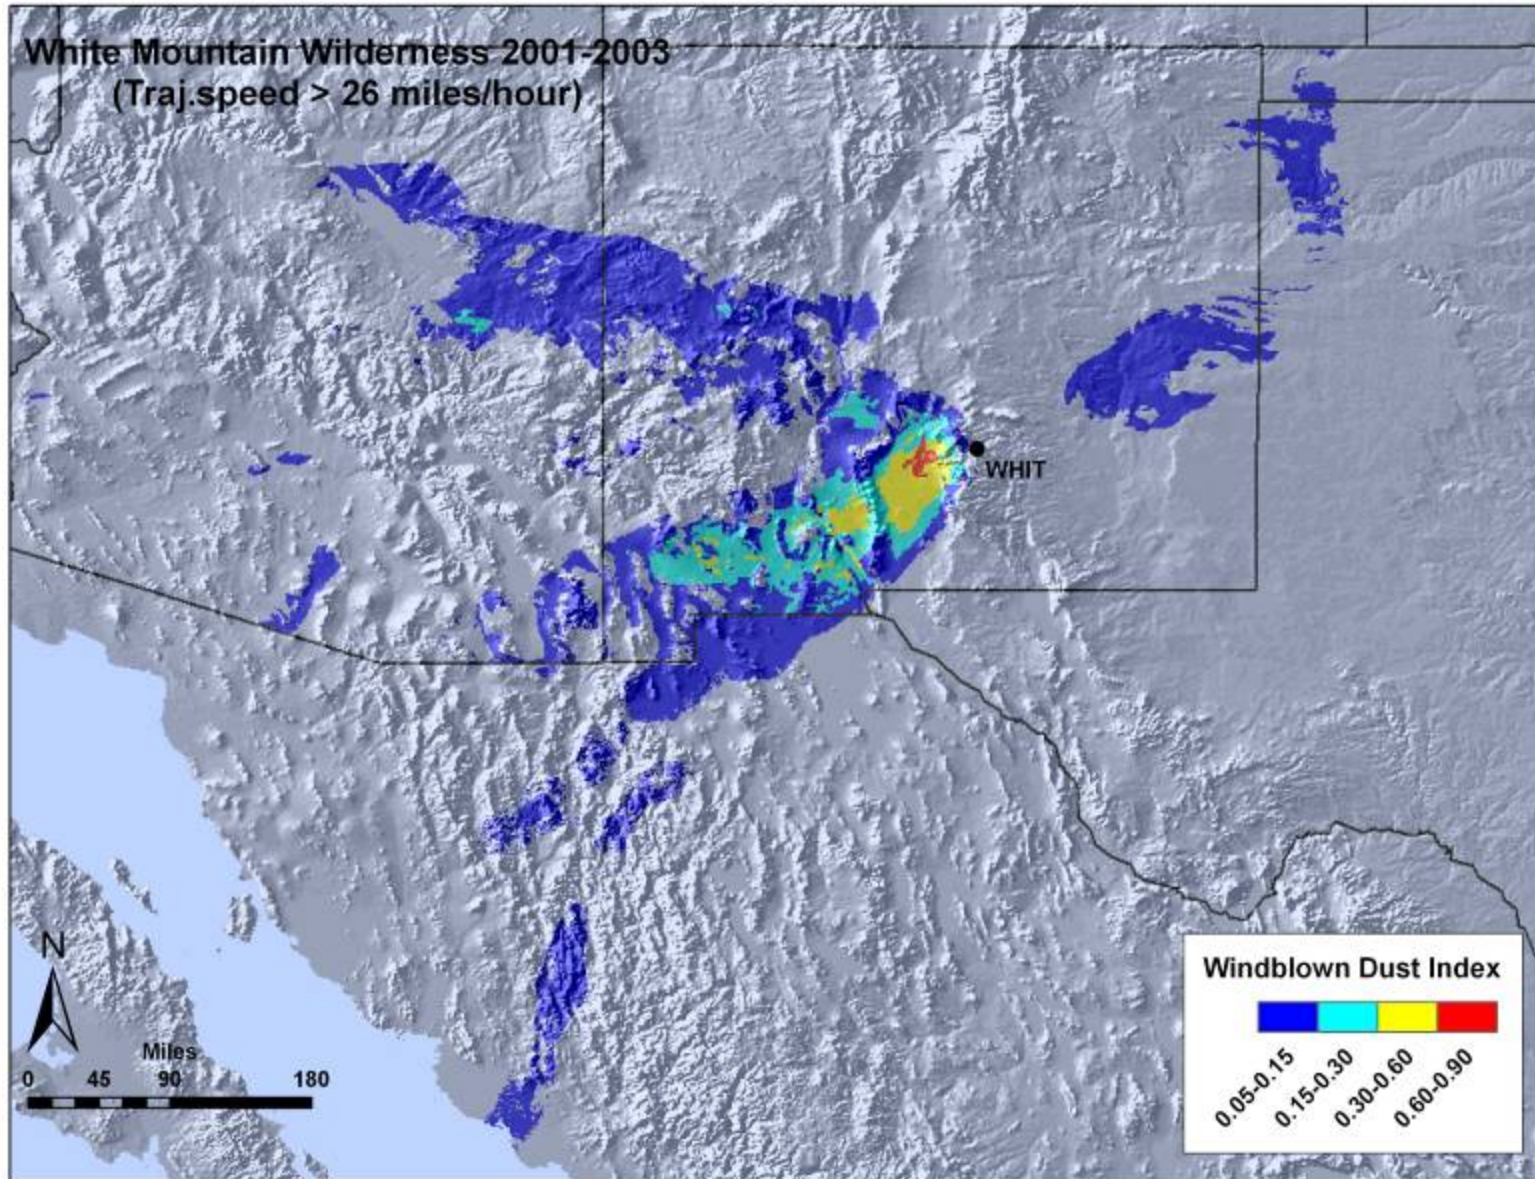 White Mountain Wilderness 2001-2003
(Traj.speed > 26 miles/hour)
WHIT
N
Miles
0 45 90 180
Windblown Dust Index
0.05-0.15 0.15-0.30 0.30-0.60 0.60-0.90